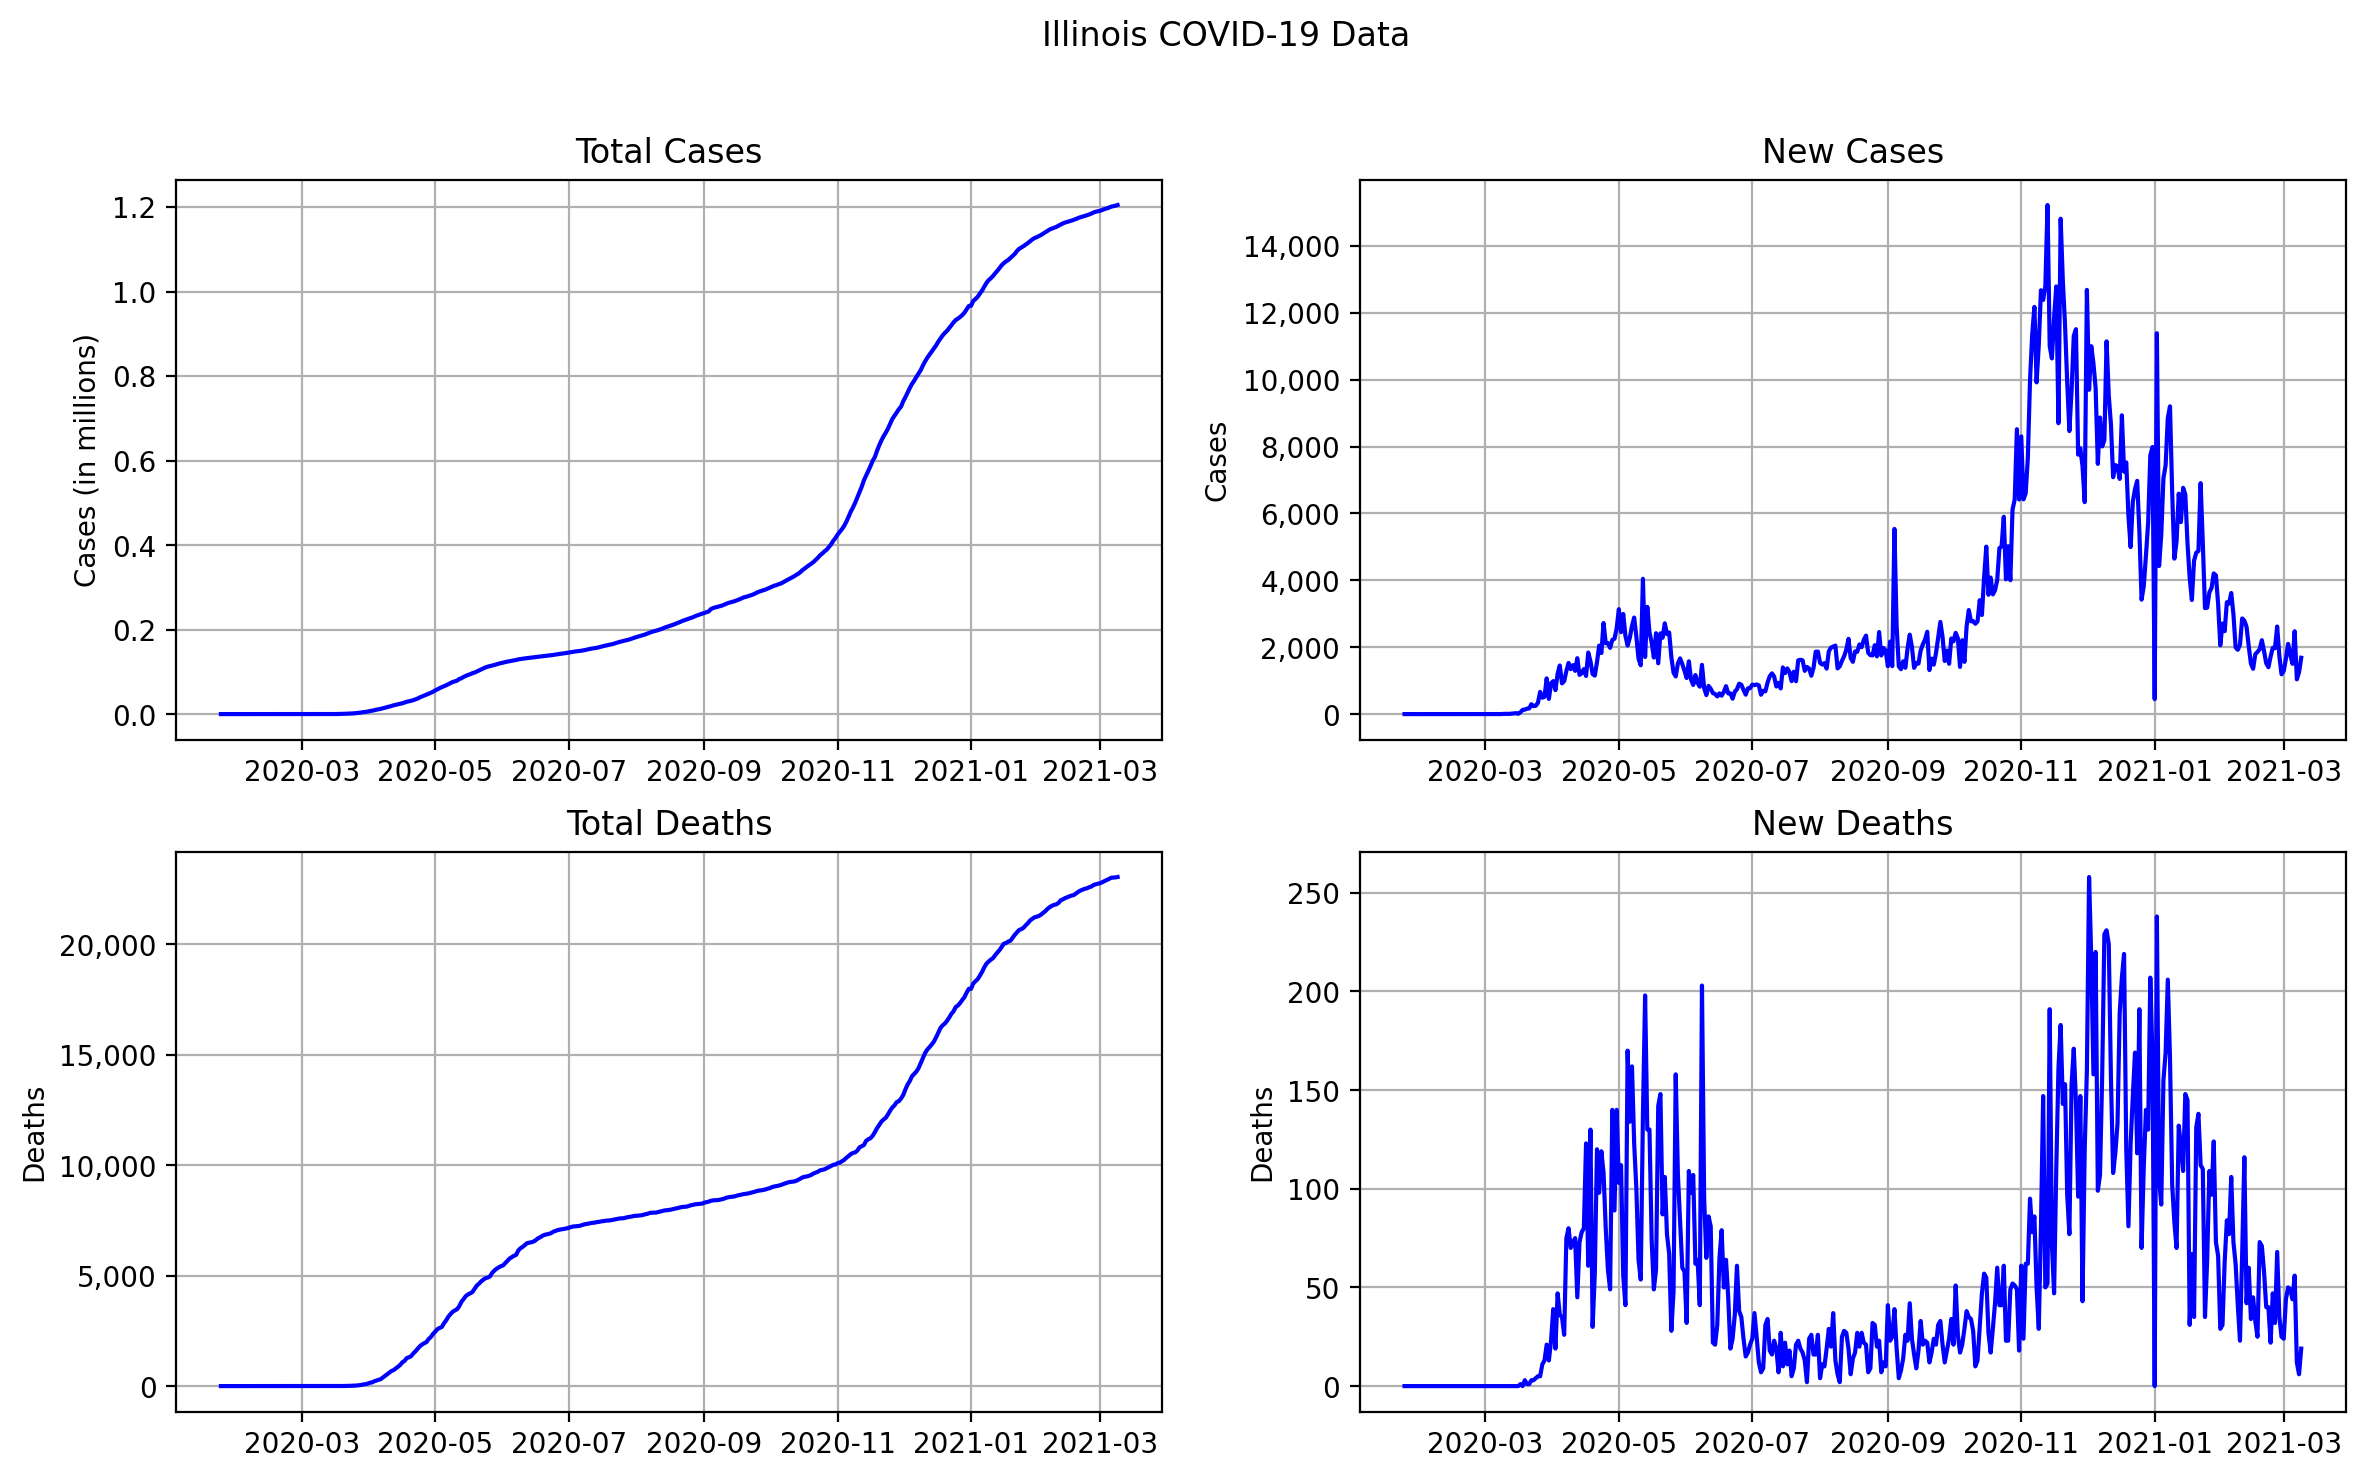 Illinois COVID-19 Data
Total Cases
Cases (in millions)
1.2
1.0
0.8
0.6
0.4
0.2
0.0
2020-03 2020-05 2020-07 2020-09 2020-11 2021-01 2021-03
New Cases
Cases
14,000
12,000
10,000
8,000
6,000
4,000
2,000
0
2020-03 2020-05 2020-07 2020-09 2020-11 2021-01 2021-03
Total Deaths
Deaths
20,000
15,000
10,000
5,000
0
2020-03 2020-05 2020-07 2020-09 2020-11 2021-01 2021-03
New Deaths
Deaths
250
200
150
100
50
0
2020-03 2020-05 2020-07 2020-09 2020-11 2021-01 2021-03